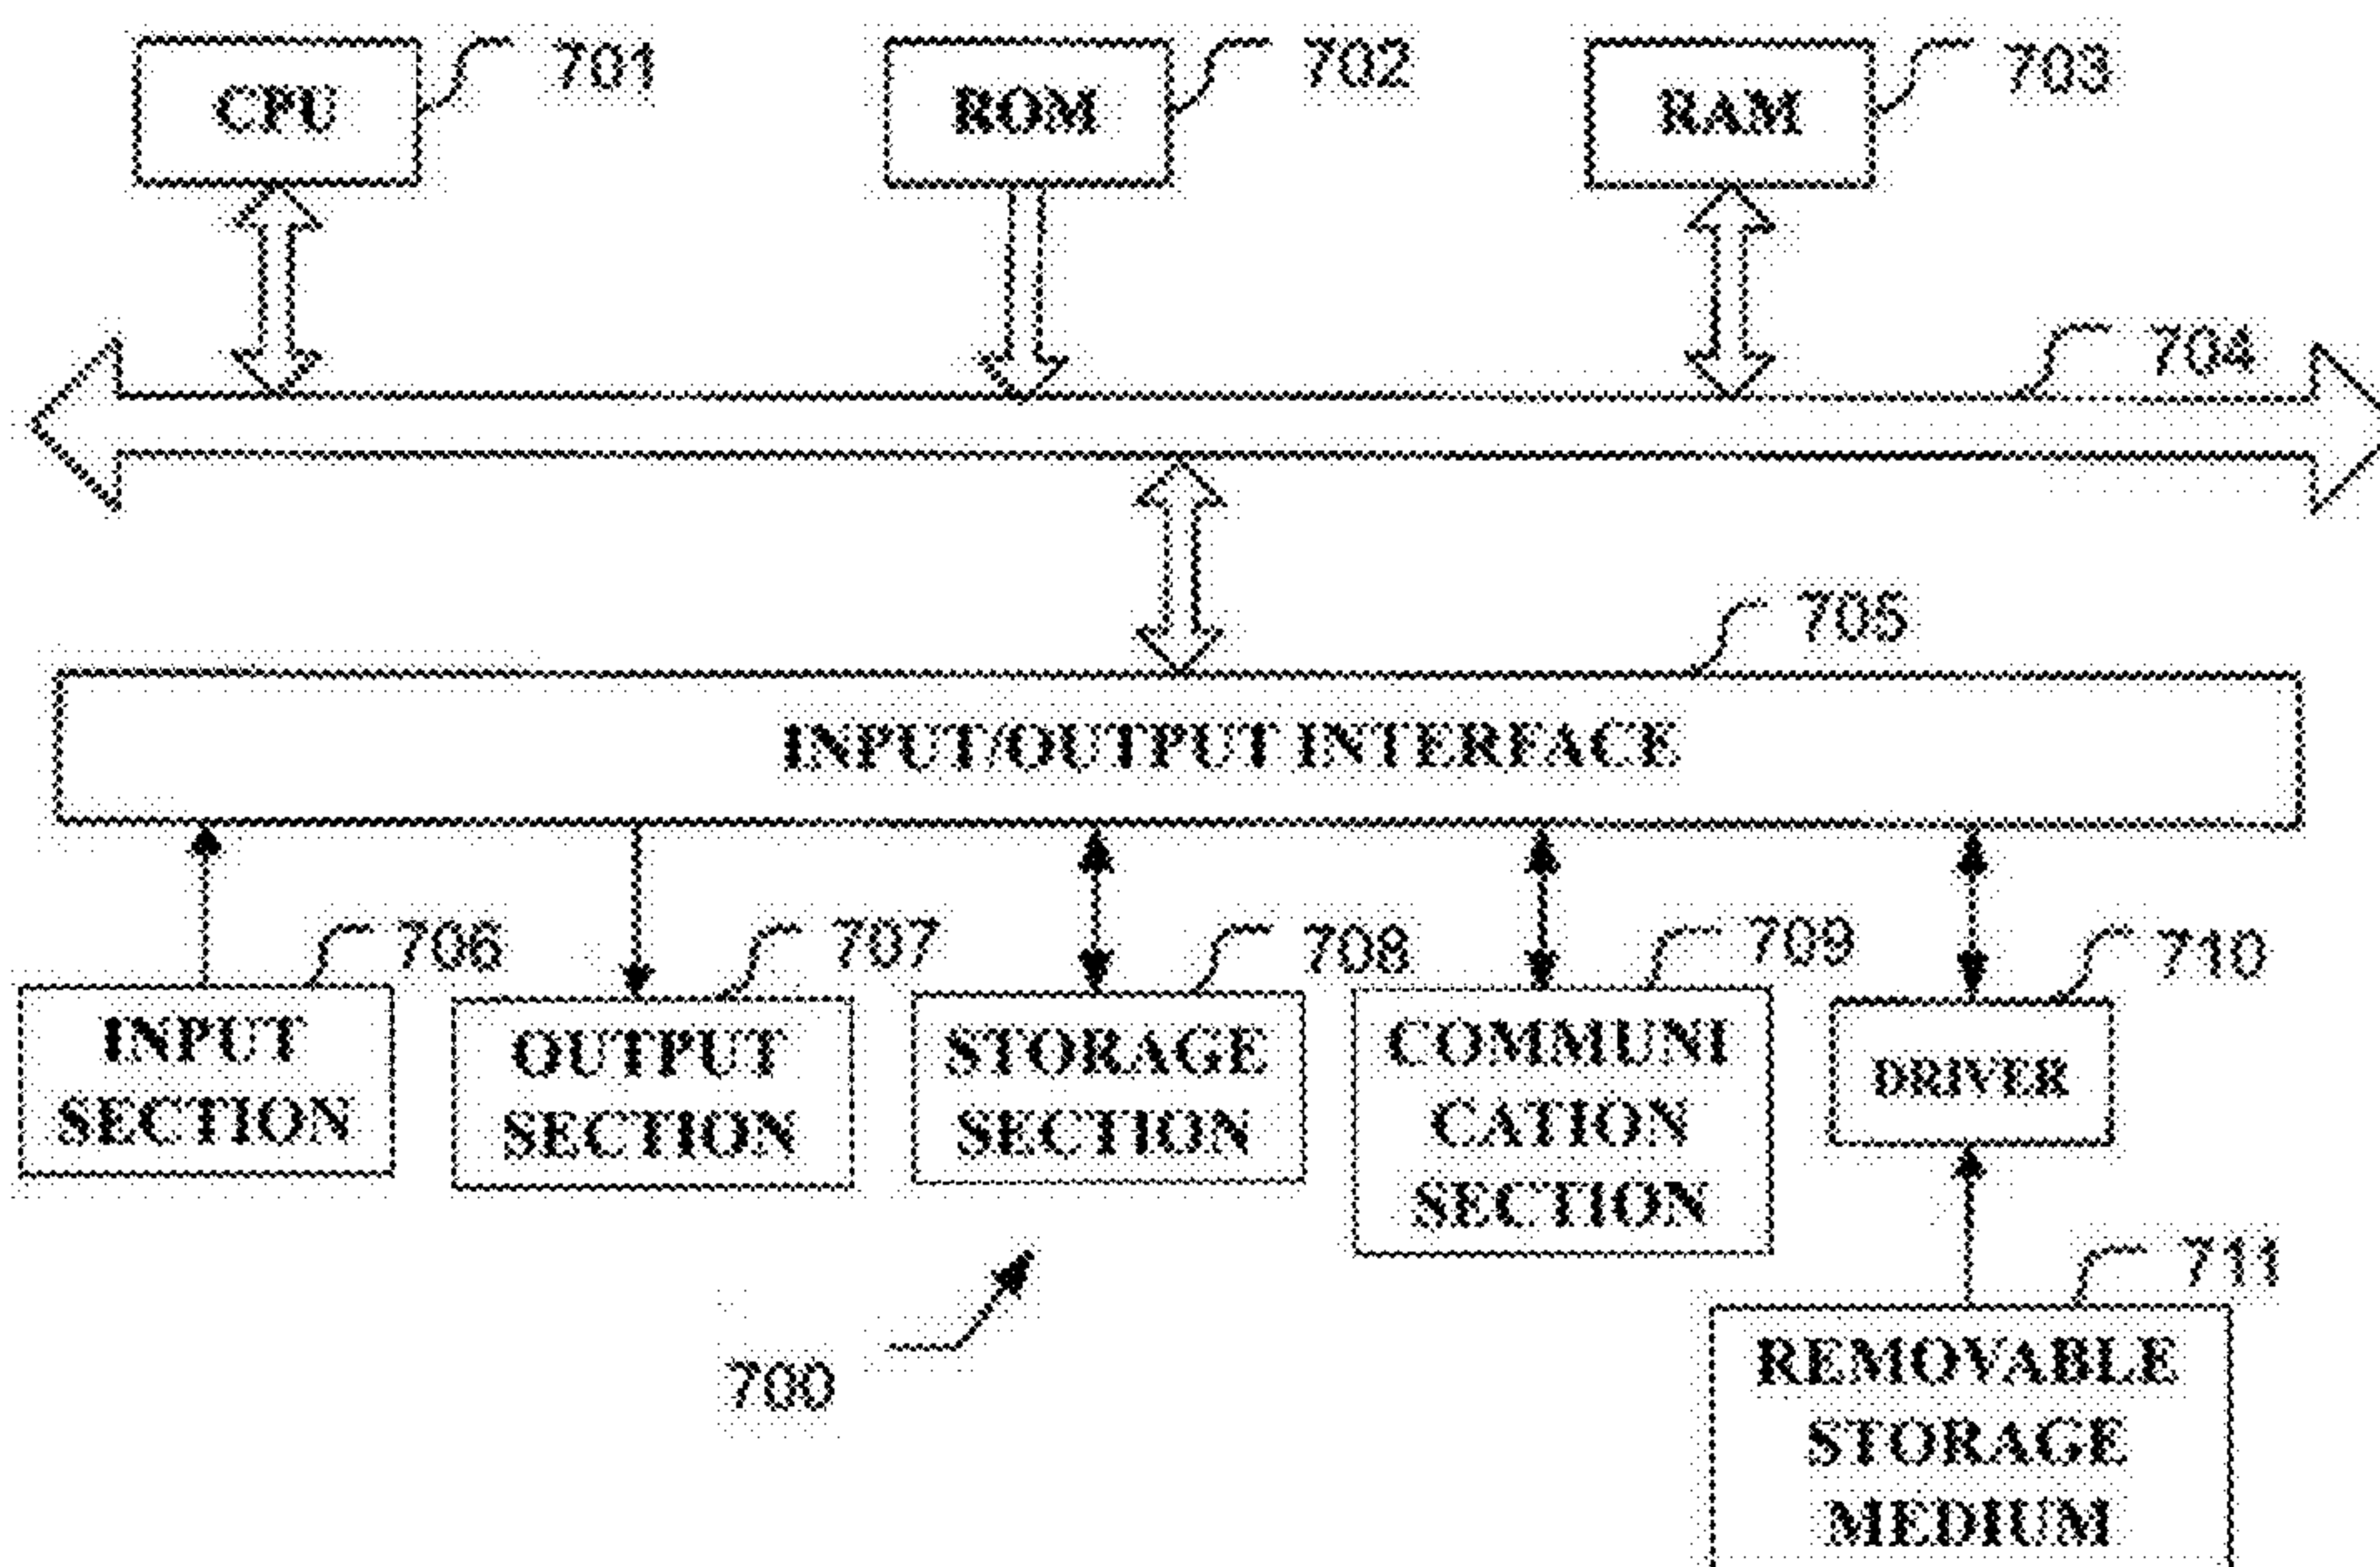 CPU
701
ROM
702
RAM
703
704
705
INPUT/OUTPUT INTERFACE
706
707
708
709
710
INPUT
SECTION
OUTPUT
SECTION
STORAGE
SECTION
COMMUNI
CATION
SECTION
DRIVER
711
700
REMOVABLE
STORAGE
MEDIUM